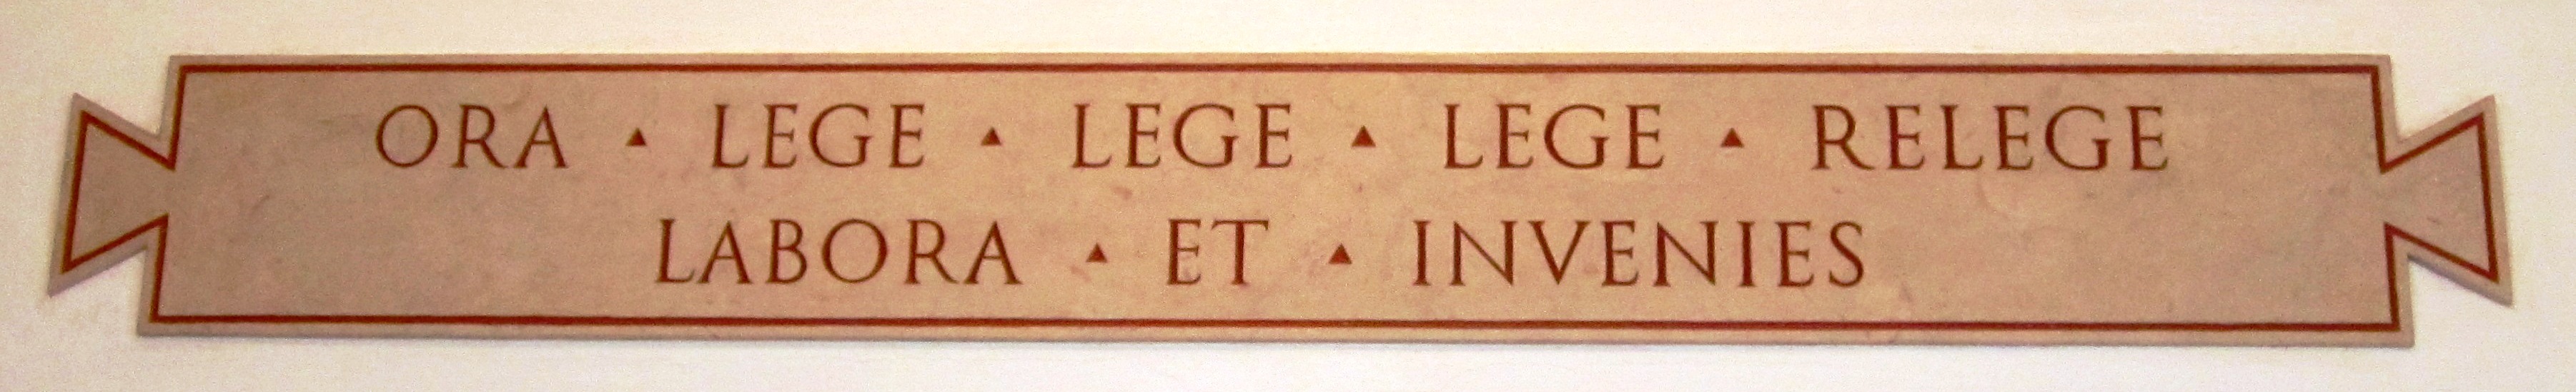 ORA ▴ LEGE ▴ LEGE ▴ LEGE ▴ RELEGE
LABORA ▴ ET ▴ INVENIES